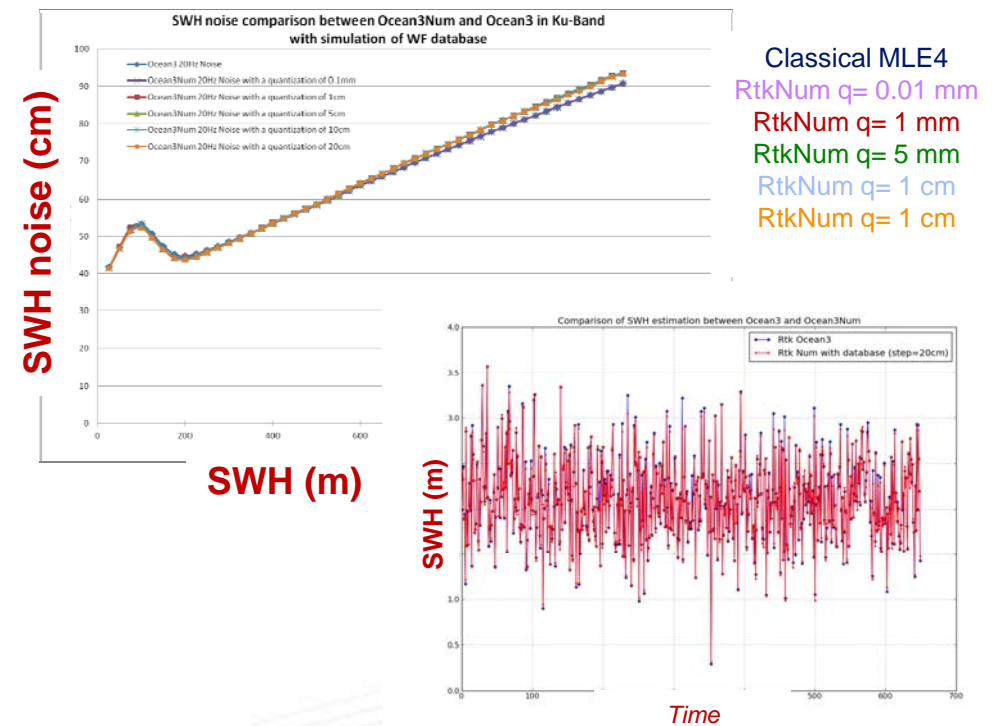 SWH noise comparison between Ocean3Num and Ocean3 in Ku-Band
with simulation of WF database
100
90
80
70
60
50
40
30
20
10
0
0
200
400
600
Ocean3 20Hz Noise
Ocean3Num 20Hz Noise with a quantization of 0.1mm
Ocean3Num 20Hz Noise with a quantization of 1cm
Ocean3Num 20Hz Noise with a quantization of 5cm
Ocean3Num 20Hz Noise with a quantization of 10cm
Ocean3Num 20Hz Noise with a quantization of 20cm
SWH noise (cm)
SWH (m)
Classical MLE4
RtkNum q= 0.01 mm
RtkNum q= 1 mm
RtkNum q= 5 mm
RtkNum q= 1 cm
RtkNum q= 1 cm
Comparison of SWH estimation between Ocean3 and Ocean3Num
Rtk Ocean3
Rtk Num with database (step=20cm)
4.0
3.5
3.0
1.0
0.5
0.0
0
100
500
600
700
SWH (m)
Time